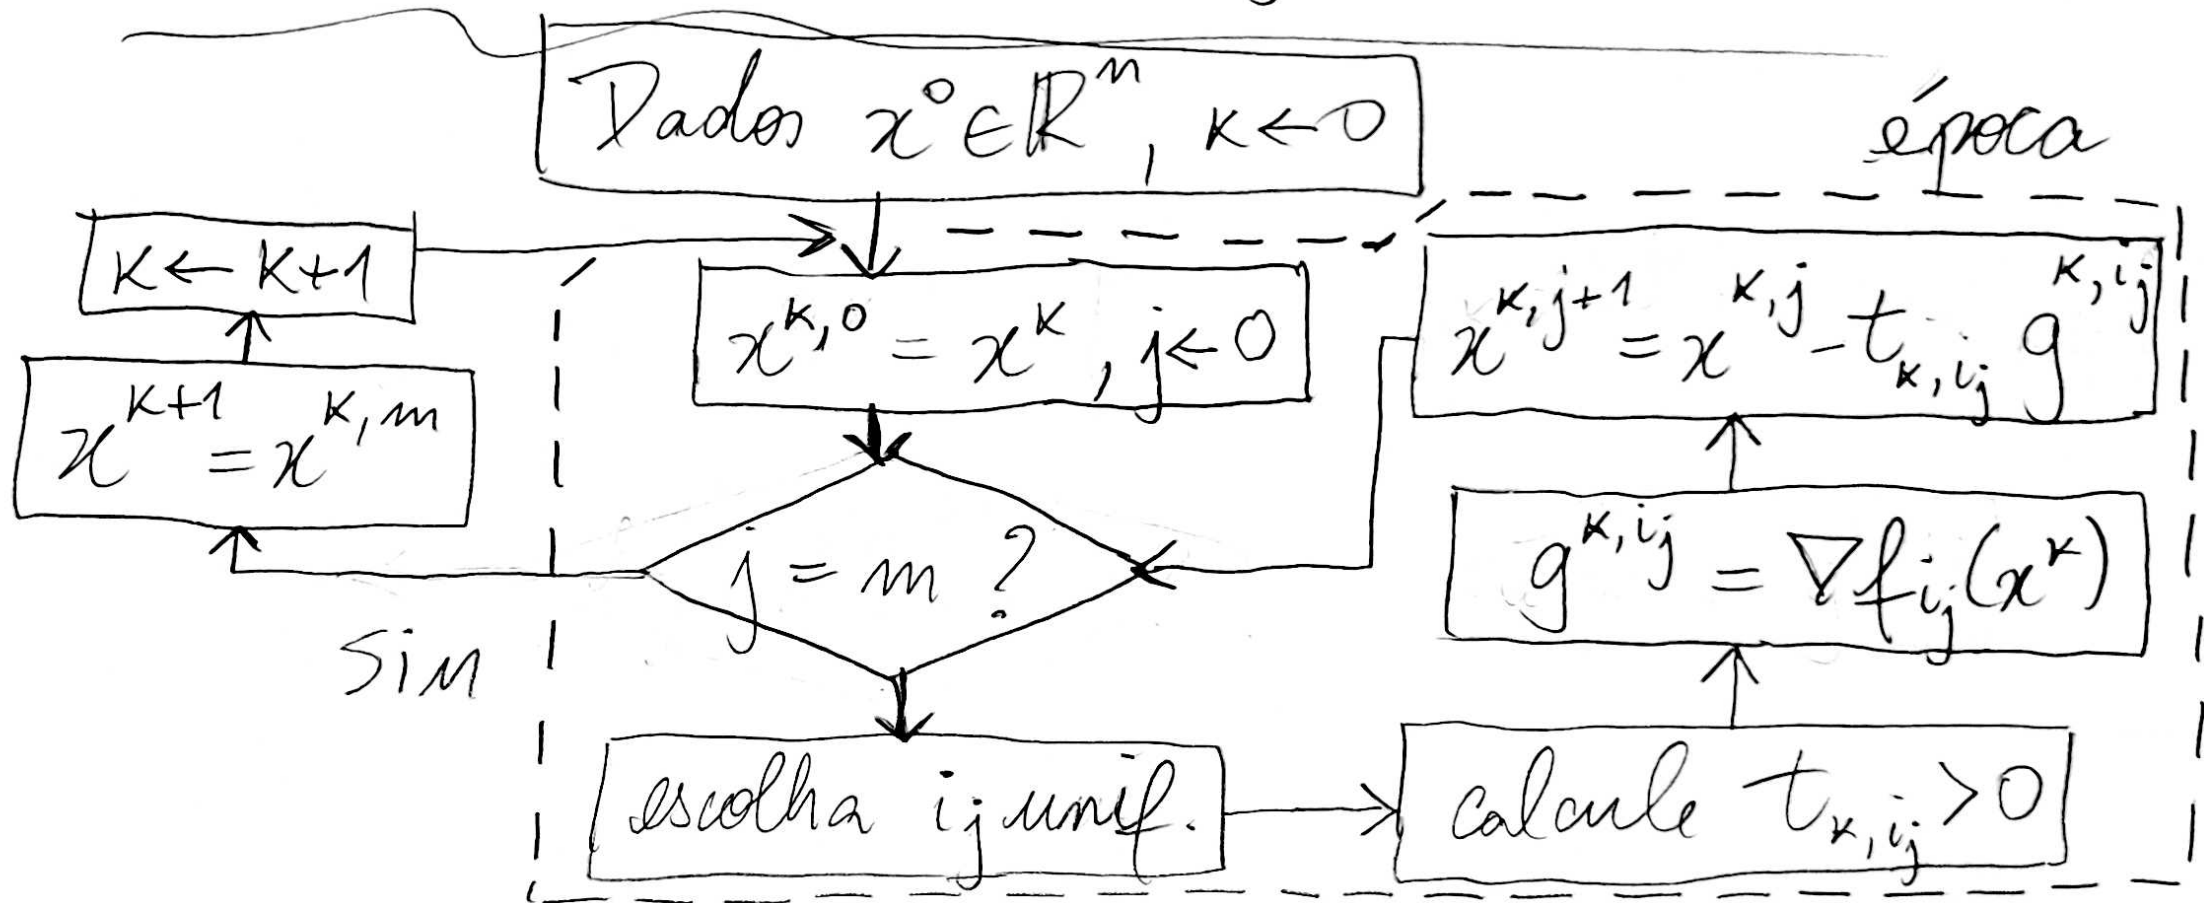 Dados x⁰ ∈ ℝⁿ, k ← 0
época
k ← k+1
x^{k,0} = x^k, j ← 0
x^{k,j+1} = x^{k,j} - t_{k,i_j} g^{k,i_j}
x^{k+1} = x^{k,m}
j = m ?
g^{k,i_j} = ∇f_{i_j}(x^k)
sim
escolha i_j unif.
calcule t_{k,i_j} > 0